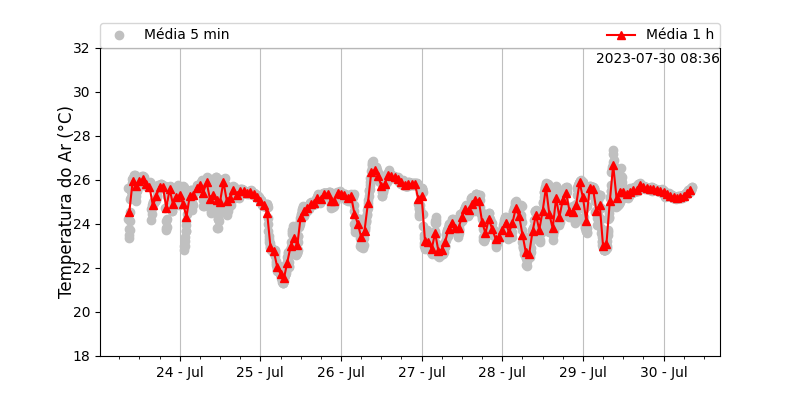 Média 5 min
Média 1 h
2023-07-30 08:36
Temperatura do Ar (°C)
32
30
28
26
24
22
20
18
24 - Jul
25 - Jul
26 - Jul
27 - Jul
28 - Jul
29 - Jul
30 - Jul